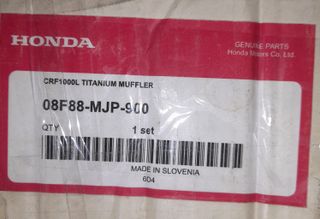 HONDA
GENUINE PARTS
Honda Motors Co., Ltd.
CRF1000L TITANIUM MUFFLER
08F88-MJP-900
QTY 1 set
MADE IN SLOVENIA
6D4